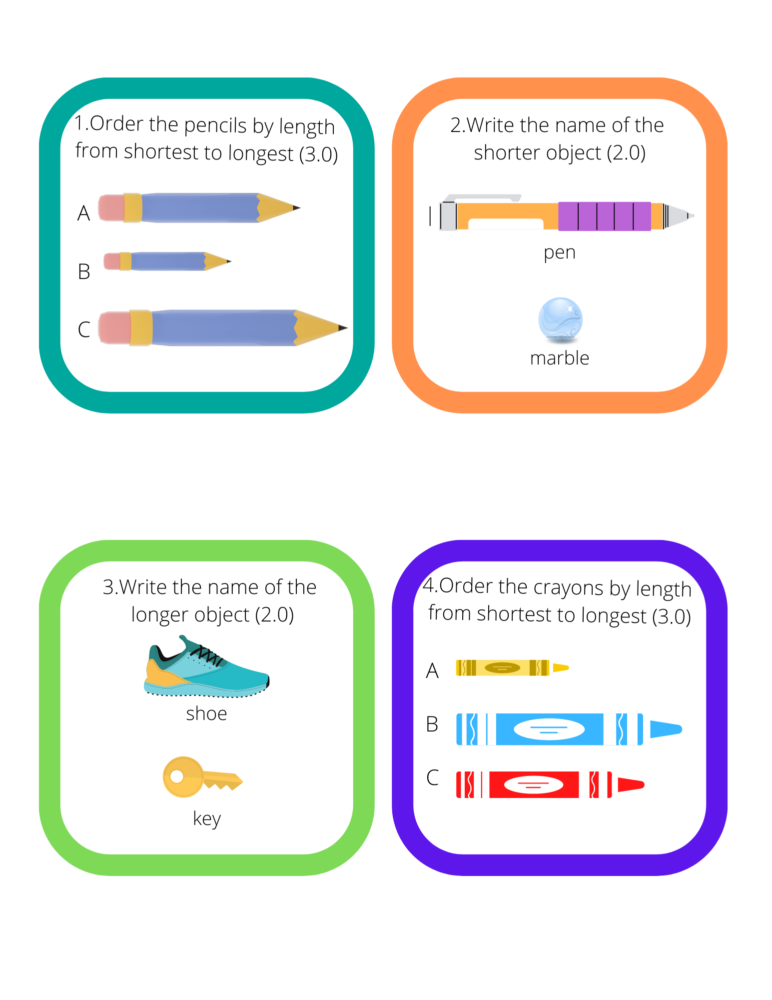 1.Order the pencils by length
from shortest to longest (3.0)
A
B
C
2.Write the name of the
shorter object (2.0)
pen
marble
3.Write the name of the
longer object (2.0)
shoe
key
4.Order the crayons by length
from shortest to longest (3.0)
A
B
C